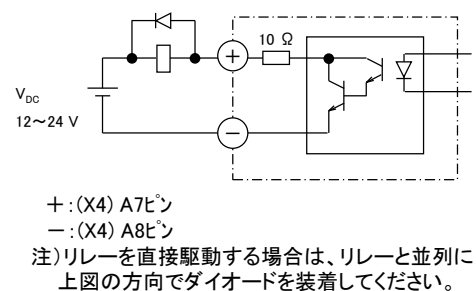 10 Ω
＋
V_DC
12～24 V
－
＋：(X4) A7ﾋﾟﾝ
－：(X4) A8ﾋﾟﾝ
注）リレーを直接駆動する場合は、リレーと並列に
上図の方向でダイオードを装着してください。